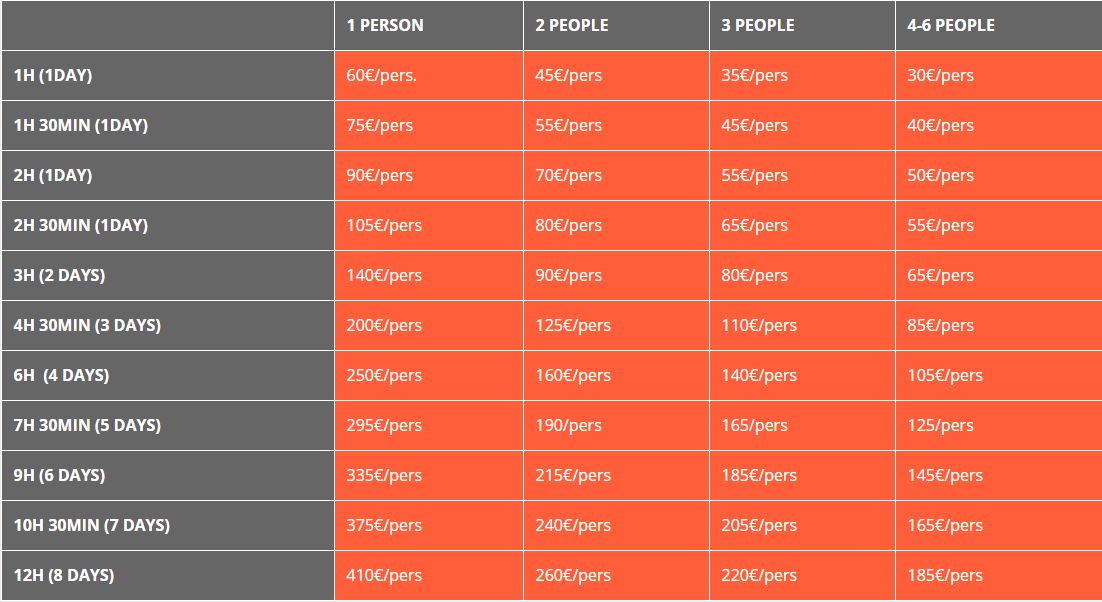 1 PERSON 2 PEOPLE 3 PEOPLE 4-6 PEOPLE
1H (1DAY) 60€/pers. 45€/pers 35€/pers 30€/pers
1H 30MIN (1DAY) 75€/pers 55€/pers 45€/pers 40€/pers
2H (1DAY) 90€/pers 70€/pers 55€/pers 50€/pers
2H 30MIN (1DAY) 105€/pers 80€/pers 65€/pers 55€/pers
3H (2 DAYS) 140€/pers 90€/pers 80€/pers 65€/pers
4H 30MIN (3 DAYS) 200€/pers 125€/pers 110€/pers 85€/pers
6H (4 DAYS) 250€/pers 160€/pers 140€/pers 105€/pers
7H 30MIN (5 DAYS) 295€/pers 190/pers 165/pers 125/pers
9H (6 DAYS) 335€/pers 215€/pers 185€/pers 145€/pers
10H 30MIN (7 DAYS) 375€/pers 240€/pers 205€/pers 165€/pers
12H (8 DAYS) 410€/pers 260€/pers 220€/pers 185€/pers